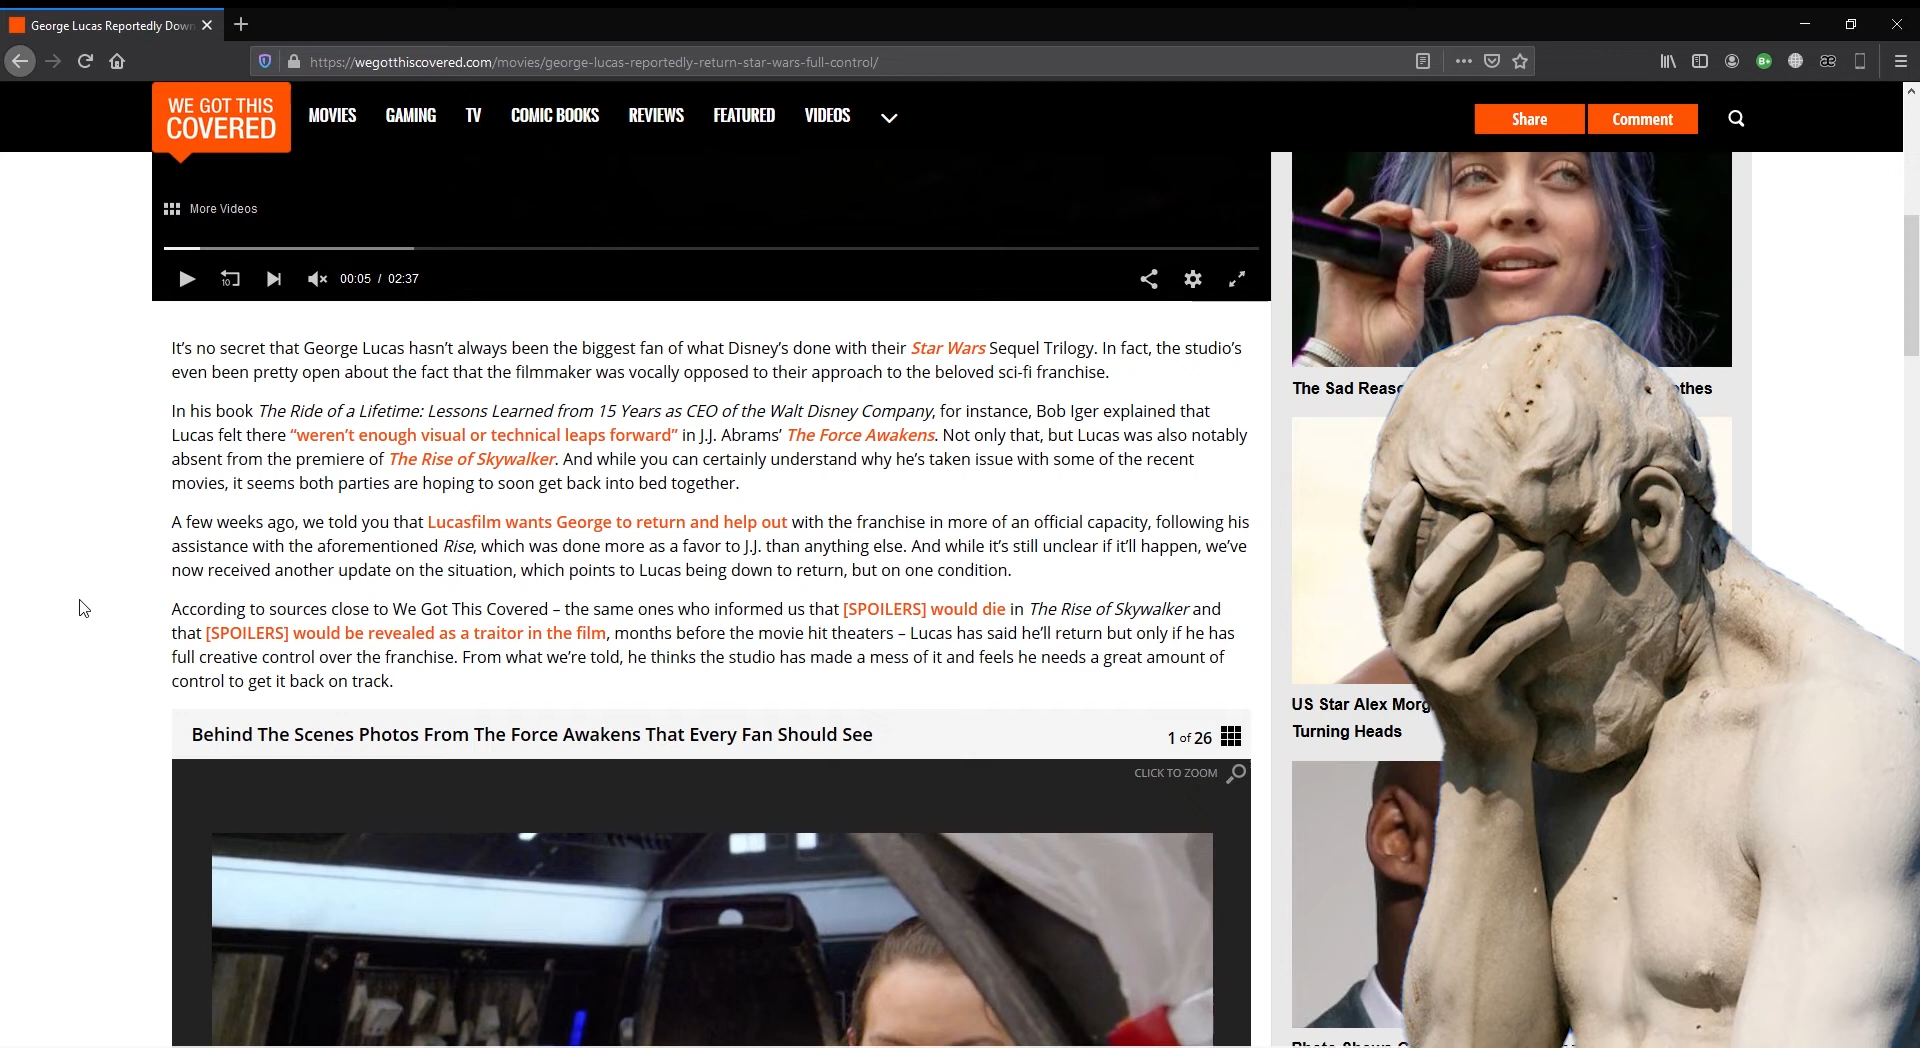 George Lucas Reportedly Down
https://wegotthiscovered.com/movies/george-lucas-reportedly-return-star-wars-full-control/
WE GOT THIS
COVERED
MOVIES GAMING TV COMIC BOOKS REVIEWS FEATURED VIDEOS
Share Comment
More Videos
10
00:05 / 02:37
It’s no secret that George Lucas hasn’t always been the biggest fan of what Disney’s done with their Star Wars Sequel Trilogy. In fact, the studio’s
even been pretty open about the fact that the filmmaker was vocally opposed to their approach to the beloved sci-fi franchise.
In his book The Ride of a Lifetime: Lessons Learned from 15 Years as CEO of the Walt Disney Company, for instance, Bob Iger explained that
Lucas felt there “weren’t enough visual or technical leaps forward” in J.J. Abrams’ The Force Awakens. Not only that, but Lucas was also notably
absent from the premiere of The Rise of Skywalker. And while you can certainly understand why he’s taken issue with some of the recent
movies, it seems both parties are hoping to soon get back into bed together.
A few weeks ago, we told you that Lucasfilm wants George to return and help out with the franchise in more of an official capacity, following his
assistance with the aforementioned Rise, which was done more as a favor to J.J. than anything else. And while it’s still unclear if it’ll happen, we’ve
now received another update on the situation, which points to Lucas being down to return, but on one condition.
According to sources close to We Got This Covered – the same ones who informed us that [SPOILERS] would die in The Rise of Skywalker and
that [SPOILERS] would be revealed as a traitor in the film, months before the movie hit theaters – Lucas has said he’ll return but only if he has
full creative control over the franchise. From what we’re told, he thinks the studio has made a mess of it and feels he needs a great amount of
control to get it back on track.
Behind The Scenes Photos From The Force Awakens That Every Fan Should See
1 of 26
CLICK TO ZOOM
The Sad
US Star Alex
Turning Heads